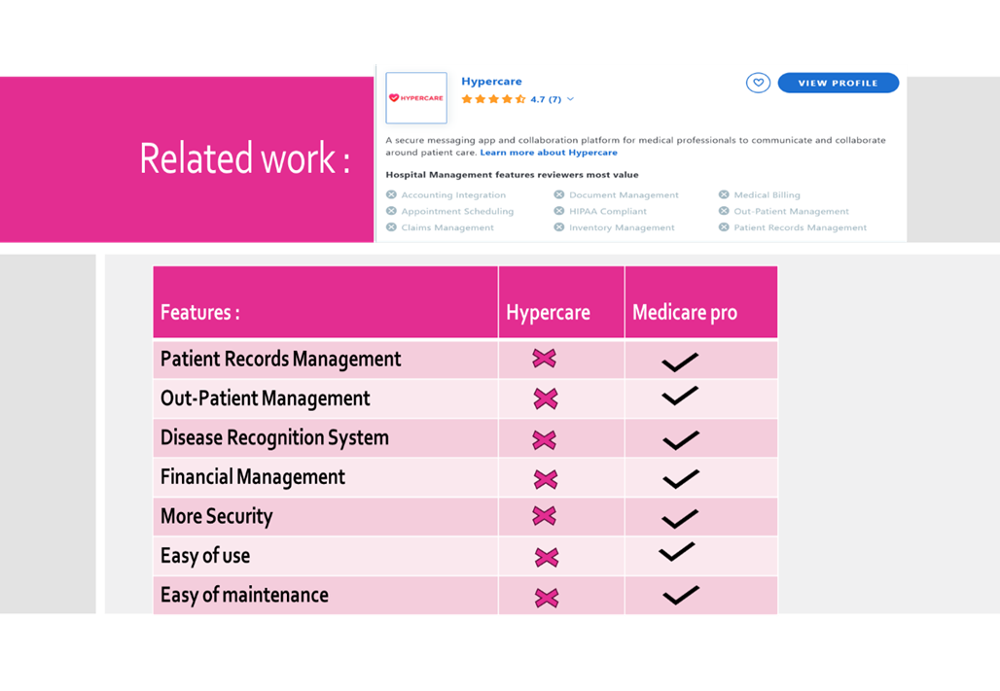 Related work :
HYPERCARE
Hypercare
4.7 (7)
VIEW PROFILE
A secure messaging app and collaboration platform for medical professionals to communicate and collaborate
around patient care. Learn more about Hypercare
Hospital Management features reviewers most value
Accounting Integration Document Management Medical Billing
Appointment Scheduling HIPAA Compliant Out-Patient Management
Claims Management Inventory Management Patient Records Management
Features : Hypercare Medicare pro
Patient Records Management
Out-Patient Management
Disease Recognition System
Financial Management
More Security
Easy of use
Easy of maintenance